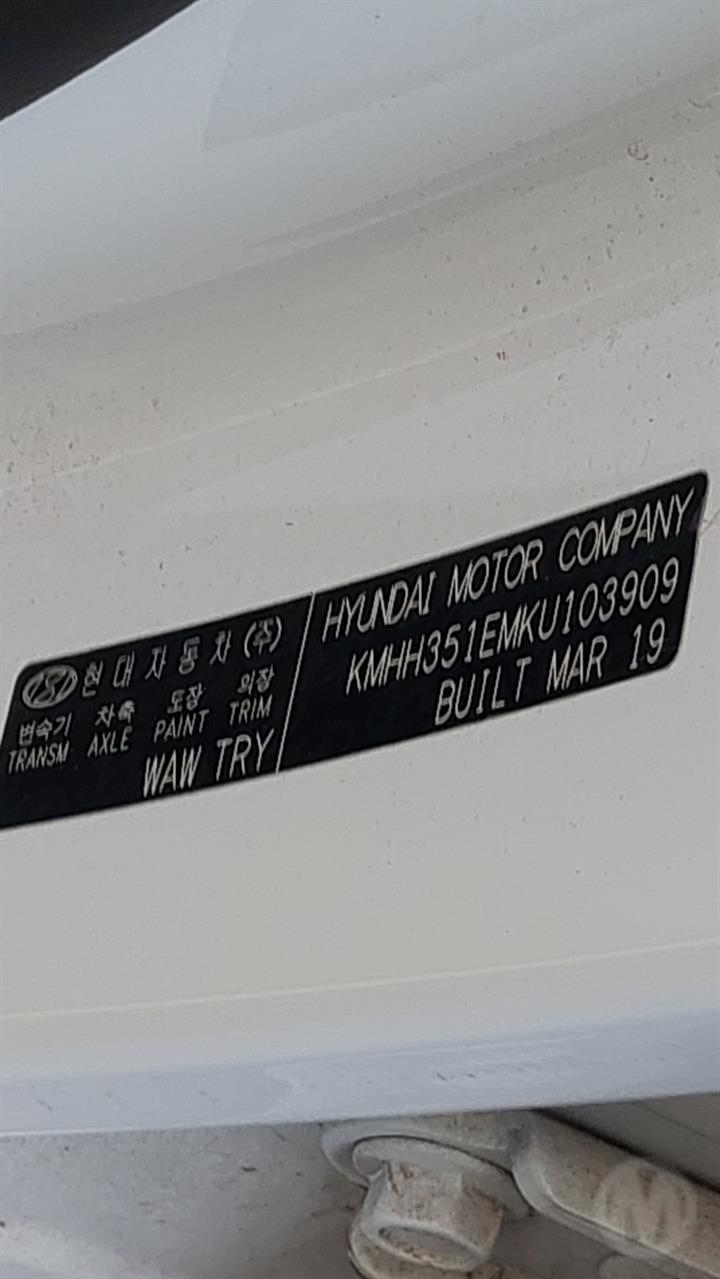 현대자동차(주)
변속기 차축 도장 외장
TRANSM AXLE PAINT TRIM
WAW TRY
HYUNDAI MOTOR COMPANY
KMHH351EMKU103909
BUILT MAR 19
M